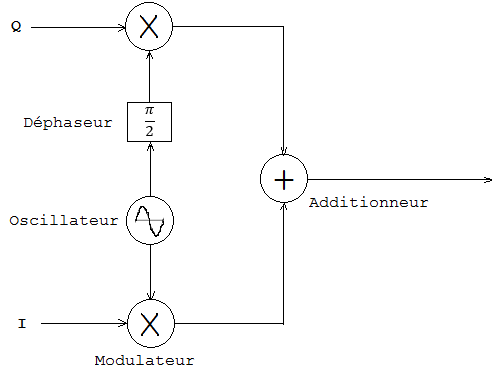 Q
X
π
2
Déphaseur
Oscillateur
+
Additionneur
I
X
Modulateur